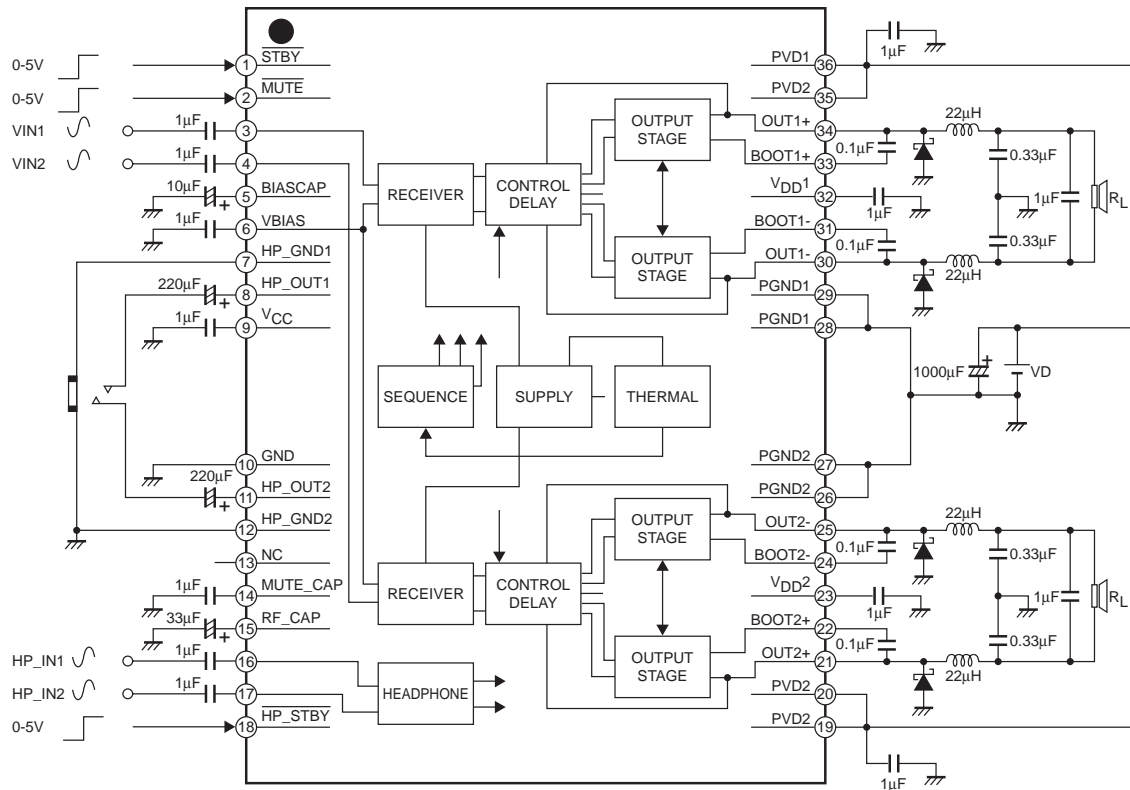 1µF
0-5V
1
STBY
PVD1
36
0-5V
2
MUTE
PVD2
35
VIN1
1µF
3
OUTPUT
STAGE
OUT1+
34
22µH
0.1µF
0.33µF
VIN2
1µF
4
BOOT1+
33
RECEIVER
CONTROL
DELAY
10µF
+
5
BIASCAP
VDD1
32
1µF
1µF
RL
1µF
6
VBIAS
BOOT1-
31
0.1µF
0.33µF
OUTPUT
STAGE
7
HP_GND1
OUT1-
30
22µH
220µF
+
8
HP_OUT1
PGND1
29
1µF
9
VCC
PGND1
28
1000µF
+
VD
SEQUENCE
SUPPLY
THERMAL
10
GND
PGND2
27
220µF
+
11
HP_OUT2
PGND2
26
12
HP_GND2
OUTPUT
STAGE
OUT2-
25
22µH
0.1µF
0.33µF
13
NC
BOOT2-
24
RECEIVER
CONTROL
DELAY
1µF
14
MUTE_CAP
VDD2
23
1µF
1µF
RL
33µF
+
15
RF_CAP
BOOT2+
22
0.1µF
0.33µF
HP_IN1
1µF
16
OUTPUT
STAGE
OUT2+
21
22µH
HP_IN2
1µF
17
HEADPHONE
PVD2
20
0-5V
18
HP_STBY
PVD2
19
1µF